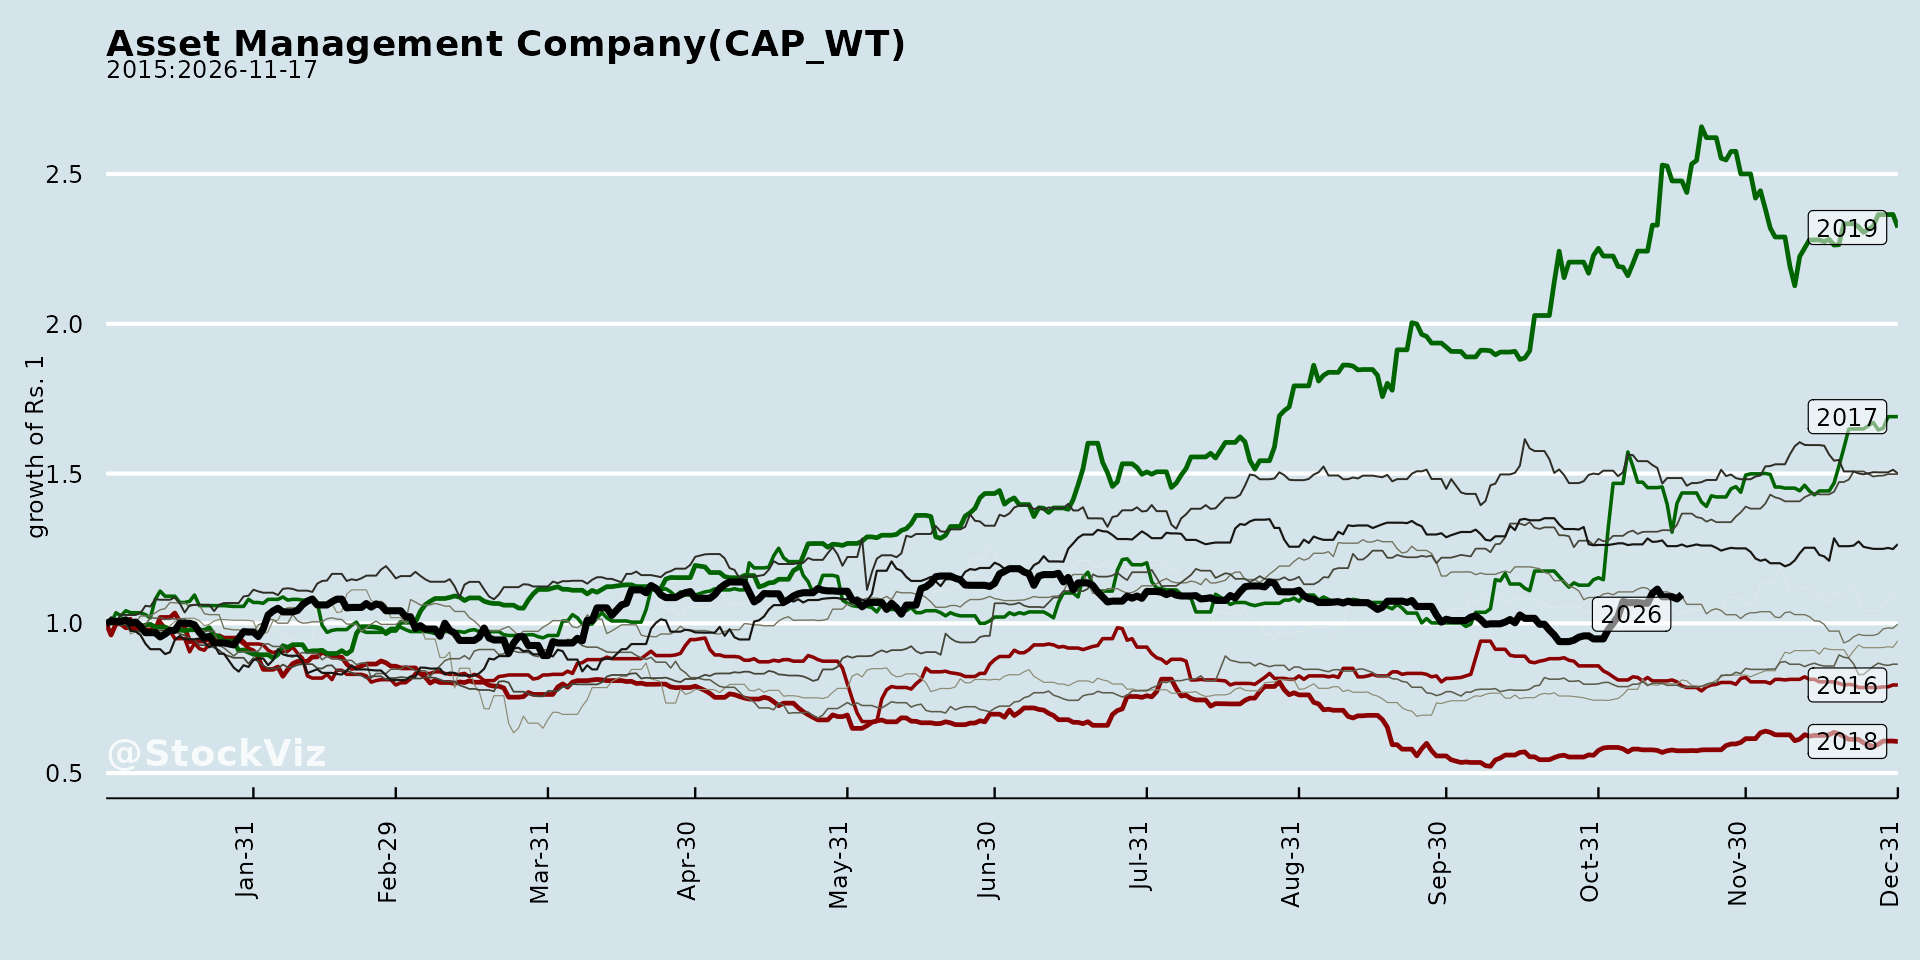 Asset Management Company(CAP_WT)
2015:2026-11-17
growth of Rs. 1
2.5
2.0
1.5
1.0
0.5
2019
2017
2026
2016
2018
@StockViz
Jan-31
Feb-29
Mar-31
Apr-30
May-31
Jun-30
Jul-31
Aug-31
Sep-30
Oct-31
Nov-30
Dec-31